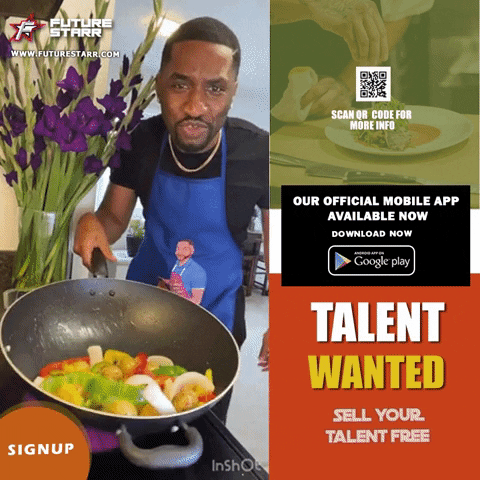 FUTURE
STARR
WWW.FUTURESTARR.COM
SCAN QR CODE FOR
MORE INFO
OUR OFFICIAL MOBILE APP
AVAILABLE NOW
DOWNLOAD NOW
ANDROID APP ON
Google play
TALENT
WANTED
SELL YOUR
TALENT FREE
SIGNUP
InShOt